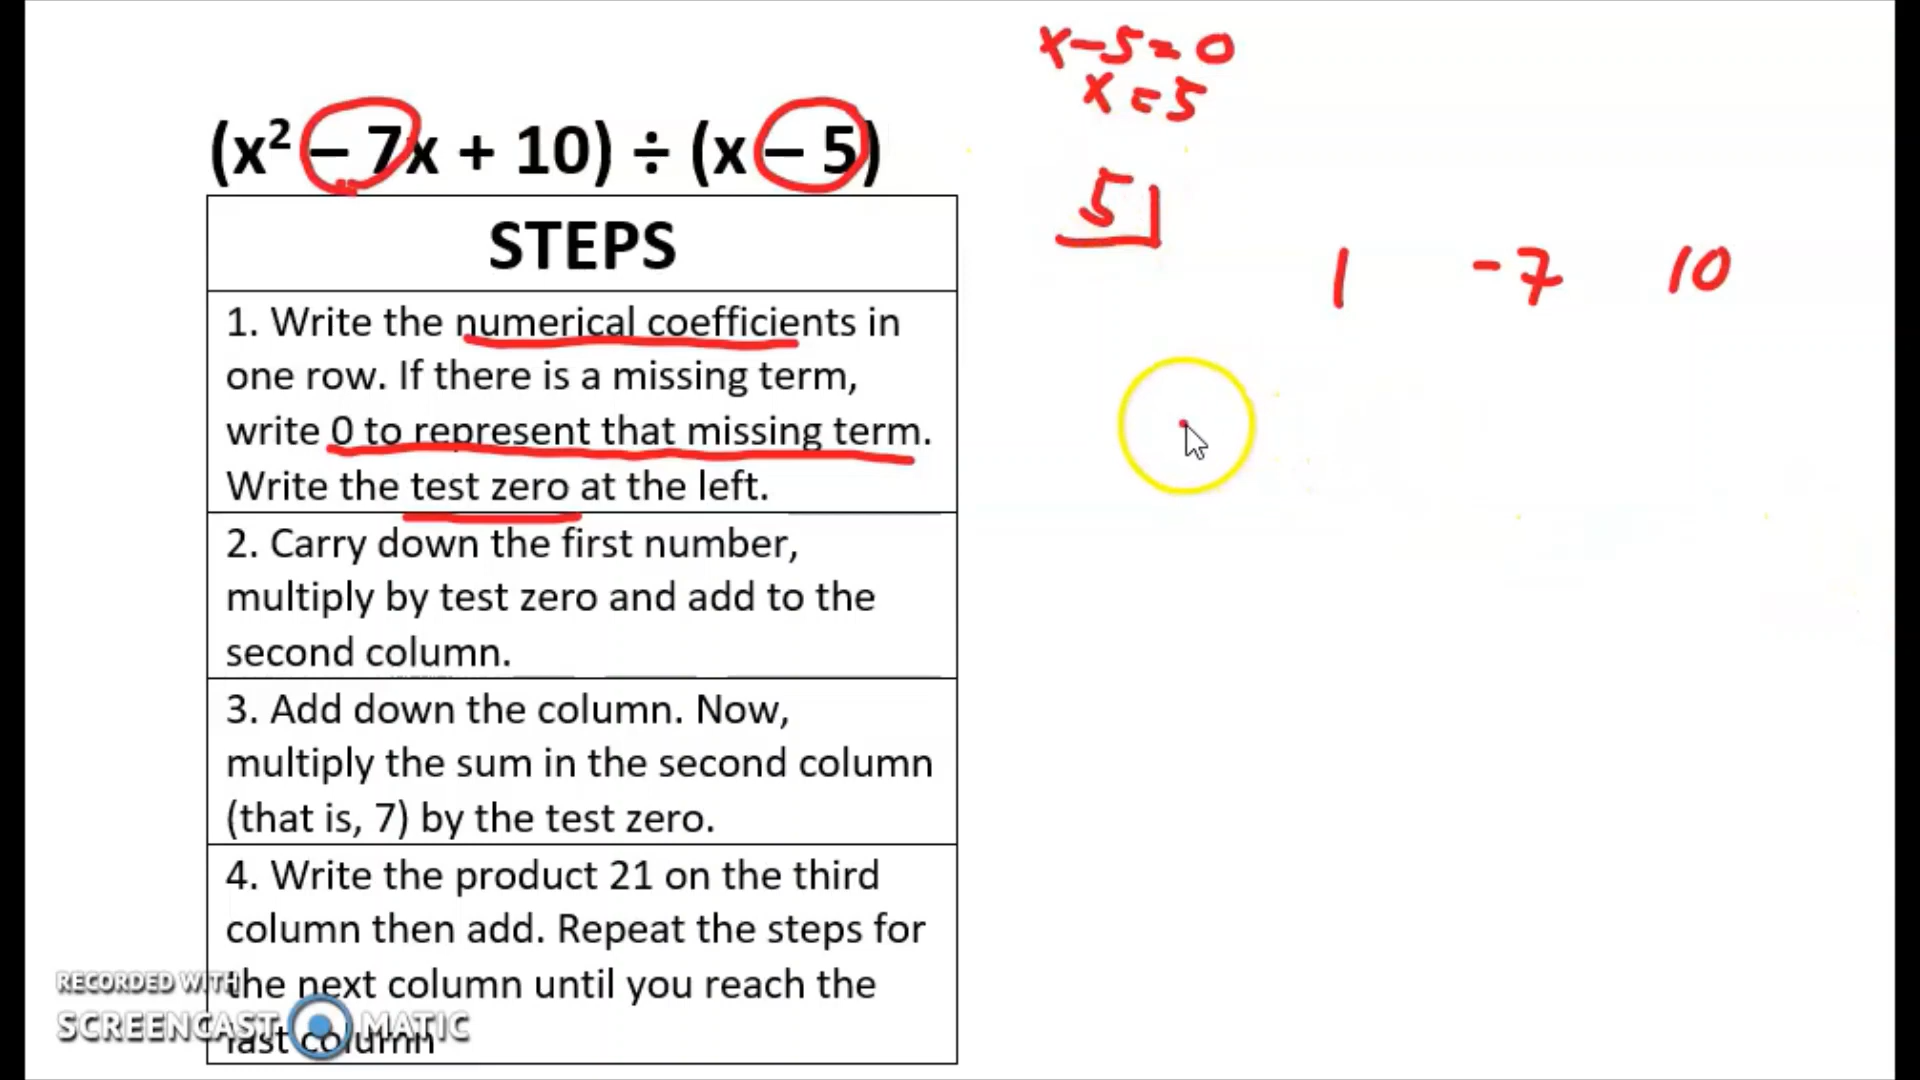 (x² – 7x + 10) ÷ (x – 5)
STEPS
1. Write the numerical coefficients in
one row. If there is a missing term,
write 0 to represent that missing term.
Write the test zero at the left.
2. Carry down the first number,
multiply by test zero and add to the
second column.
3. Add down the column. Now,
multiply the sum in the second column
(that is, 7) by the test zero.
4. Write the product 21 on the third
column then add. Repeat the steps for
the next column until you reach the
last column
x-5=0
x=5
5
1 -7 10
RECORDED WITH
SCREENCAST MATIC